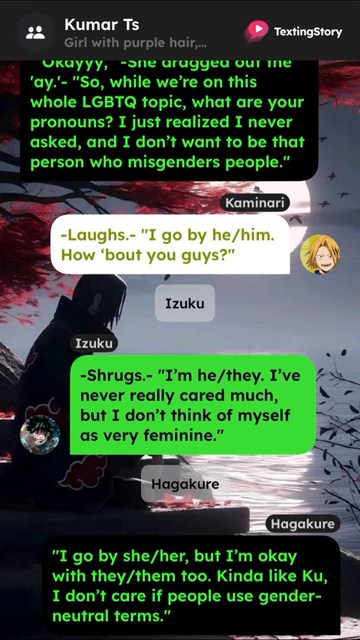 Kumar Ts
Girl with purple hair,...
TextingStory
"Okayyy," -She dragged out the
'ay.'- "So, while we’re on this
whole LGBTQ topic, what are your
pronouns? I just realized I never
asked, and I don’t want to be that
person who misgenders people."
Kaminari
-Laughs.- "I go by he/him.
How ‘bout you guys?"
Izuku
Izuku
-Shrugs.- "I’m he/they. I’ve
never really cared much,
but I don’t think of myself
as very feminine."
Hagakure
Hagakure
"I go by she/her, but I’m okay
with they/them too. Kinda like Ku,
I don’t care if people use gender-
neutral terms."